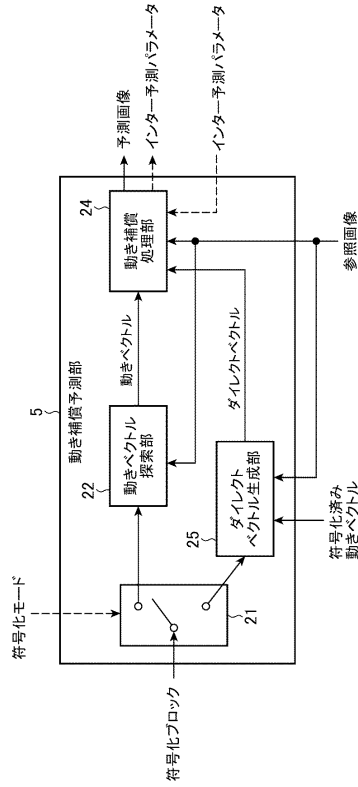 符号化モード
符号化ブロック
21
5
動き補償予測部
22
動きベクトル
探索部
動きベクトル
24
動き補償
処理部
予測画像
インター予測パラメータ
インター予測パラメータ
25
ダイレクト
ベクトル生成部
ダイレクトベクトル
符号化済み
動きベクトル
参照画像